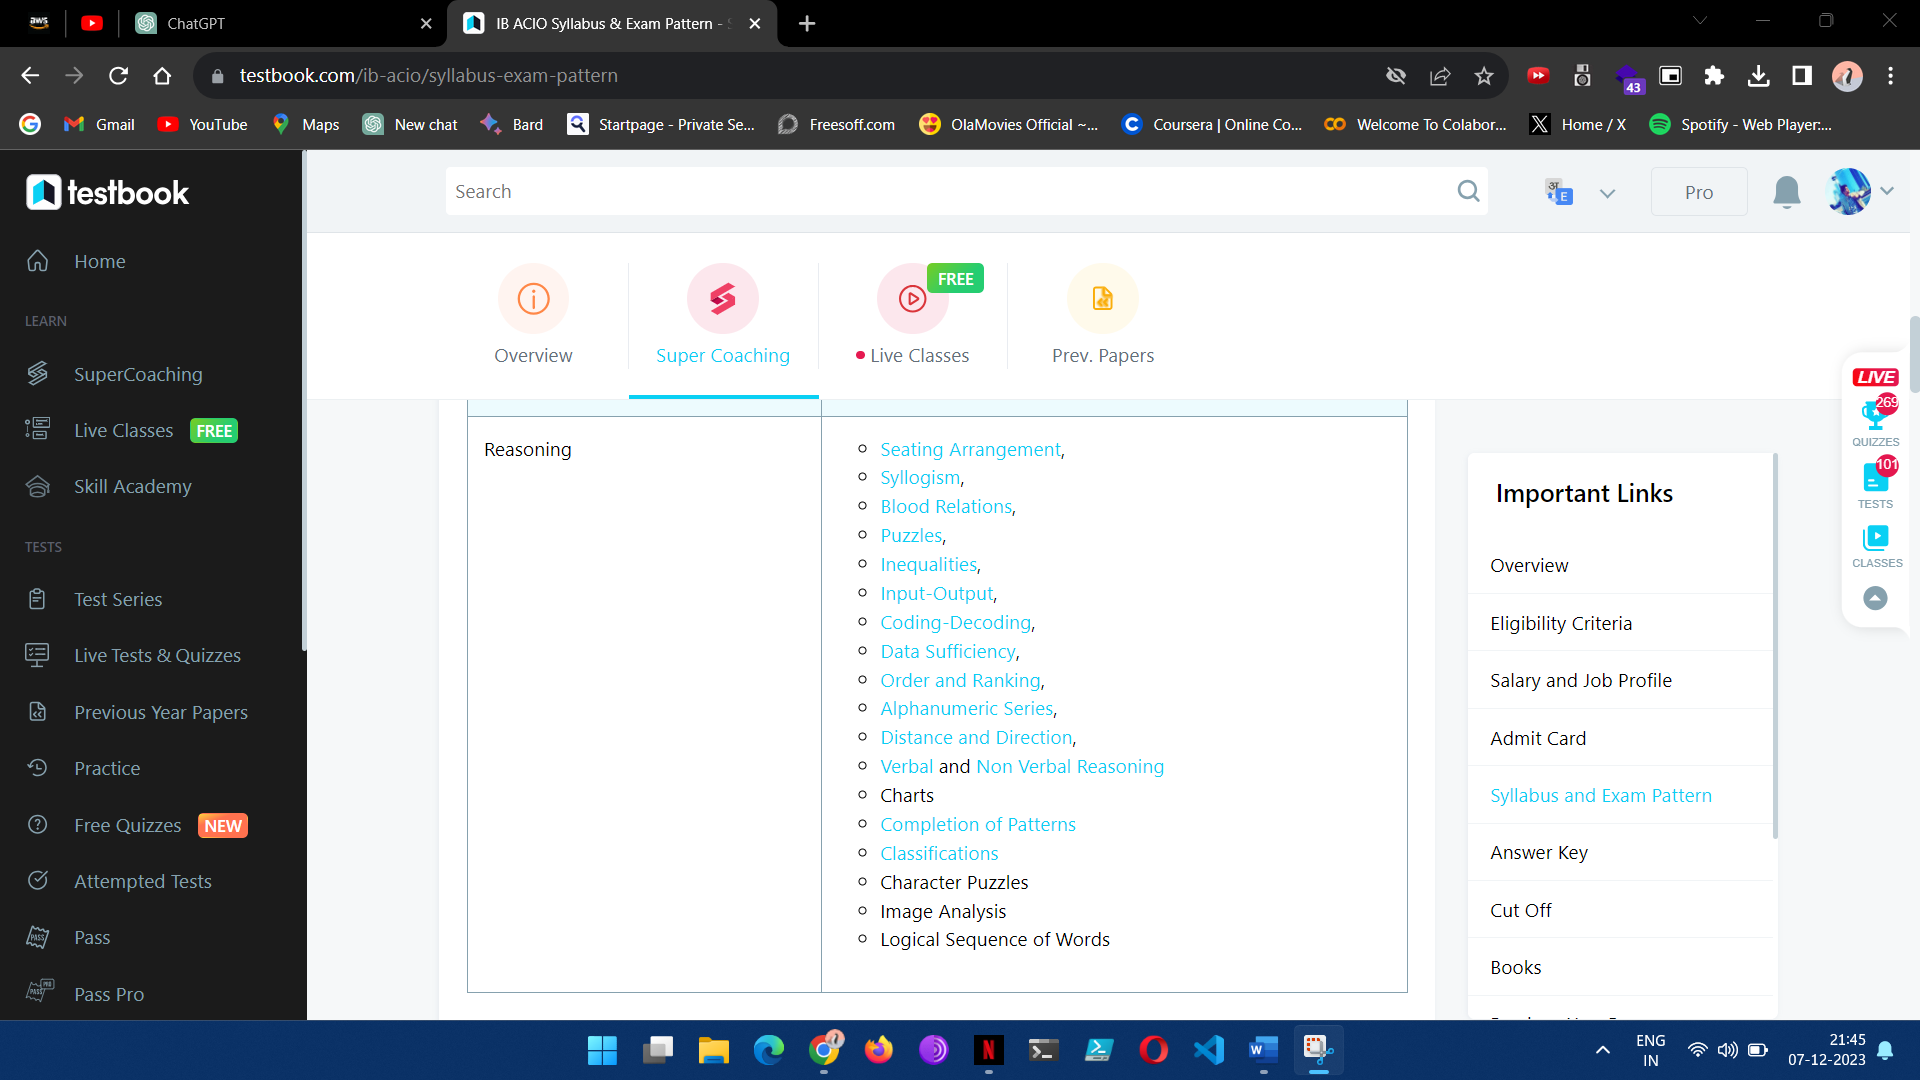 aws
ChatGPT
IB ACIO Syllabus & Exam Pattern -
testbook.com/ib-acio/syllabus-exam-pattern
43
Gmail
YouTube
Maps
New chat
Bard
Startpage - Private Se...
Freesoff.com
OlaMovies Official ~...
Coursera | Online Co...
Welcome To Colabor...
Home / X
Spotify - Web Player:...
testbook
Search
अ
E
Pro
Home
LEARN
SuperCoaching
Live Classes FREE
Skill Academy
TESTS
Test Series
Live Tests & Quizzes
Previous Year Papers
Practice
Free Quizzes NEW
Attempted Tests
PASS
Pass
PASS PRO
Pass Pro
Overview
Super Coaching
FREE
Live Classes
Prev. Papers
Reasoning
Seating Arrangement,
Syllogism,
Blood Relations,
Puzzles,
Inequalities,
Input-Output,
Coding-Decoding,
Data Sufficiency,
Order and Ranking,
Alphanumeric Series,
Distance and Direction,
Verbal and Non Verbal Reasoning
Charts
Completion of Patterns
Classifications
Character Puzzles
Image Analysis
Logical Sequence of Words
Important Links
Overview
Eligibility Criteria
Salary and Job Profile
Admit Card
Syllabus and Exam Pattern
Answer Key
Cut Off
Books
LIVE
269
QUIZZES
101
TESTS
CLASSES
ENG
IN
21:45
07-12-2023